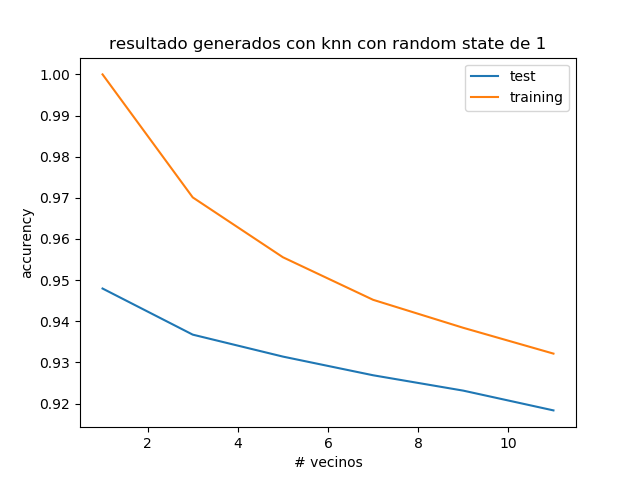 resultado generados con knn con random state de 1
test
training
accurency
1.00
0.99
0.98
0.97
0.96
0.95
0.94
0.93
0.92
2 4 6 8 10
# vecinos